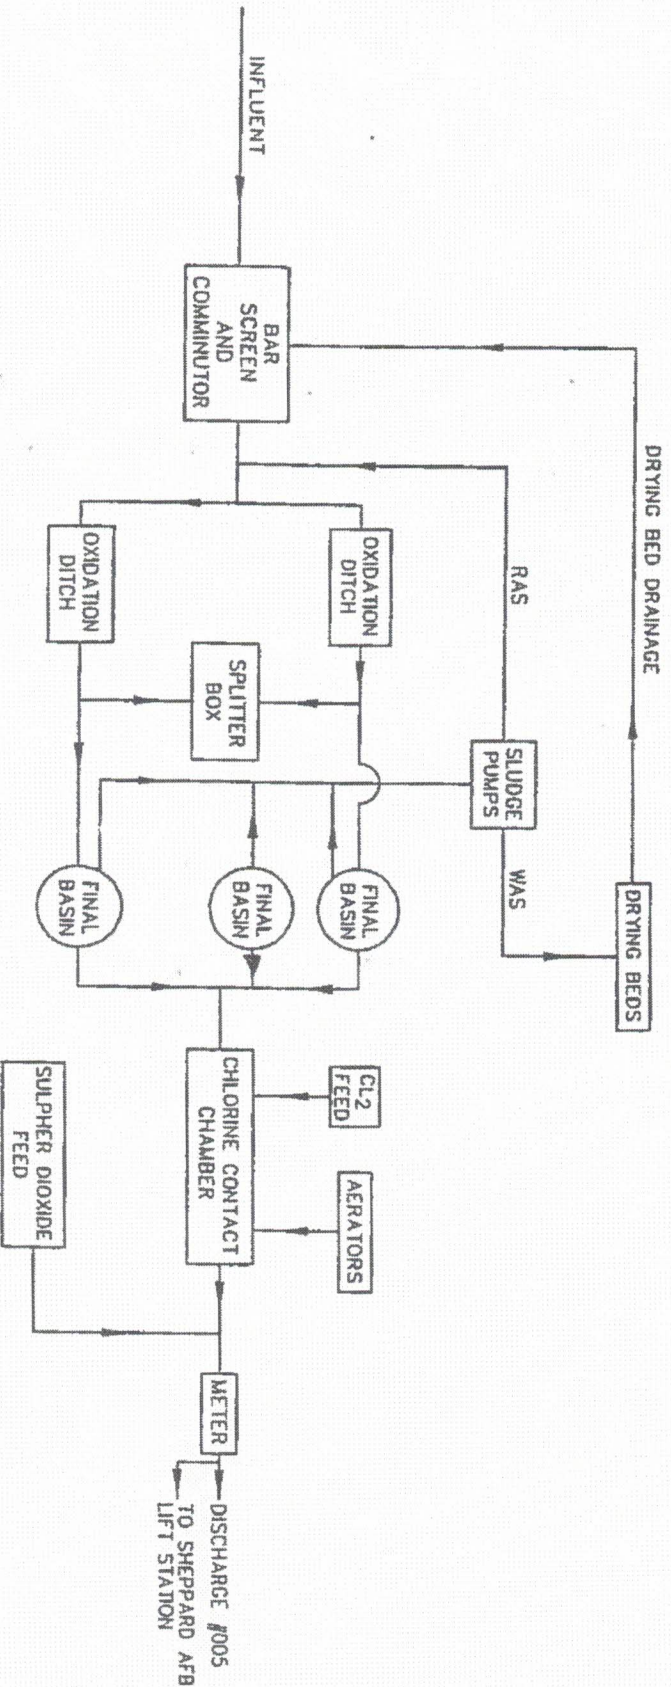 DRYING BED DRAINAGE
DRYING BEDS
RAS
SLUDGE
PUMPS
WAS
INFLUENT
BAR
SCREEN
AND
COMMINUTOR
OXIDATION
DITCH
OXIDATION
DITCH
SPLITTER
BOX
FINAL
BASIN
FINAL
BASIN
FINAL
BASIN
CL2
FEED
AERATORS
CHLORINE CONTACT
CHAMBER
SULPHER DIOXIDE
FEED
METER
DISCHARGE #005
TO SHEPPARD AFB
LIFT STATION